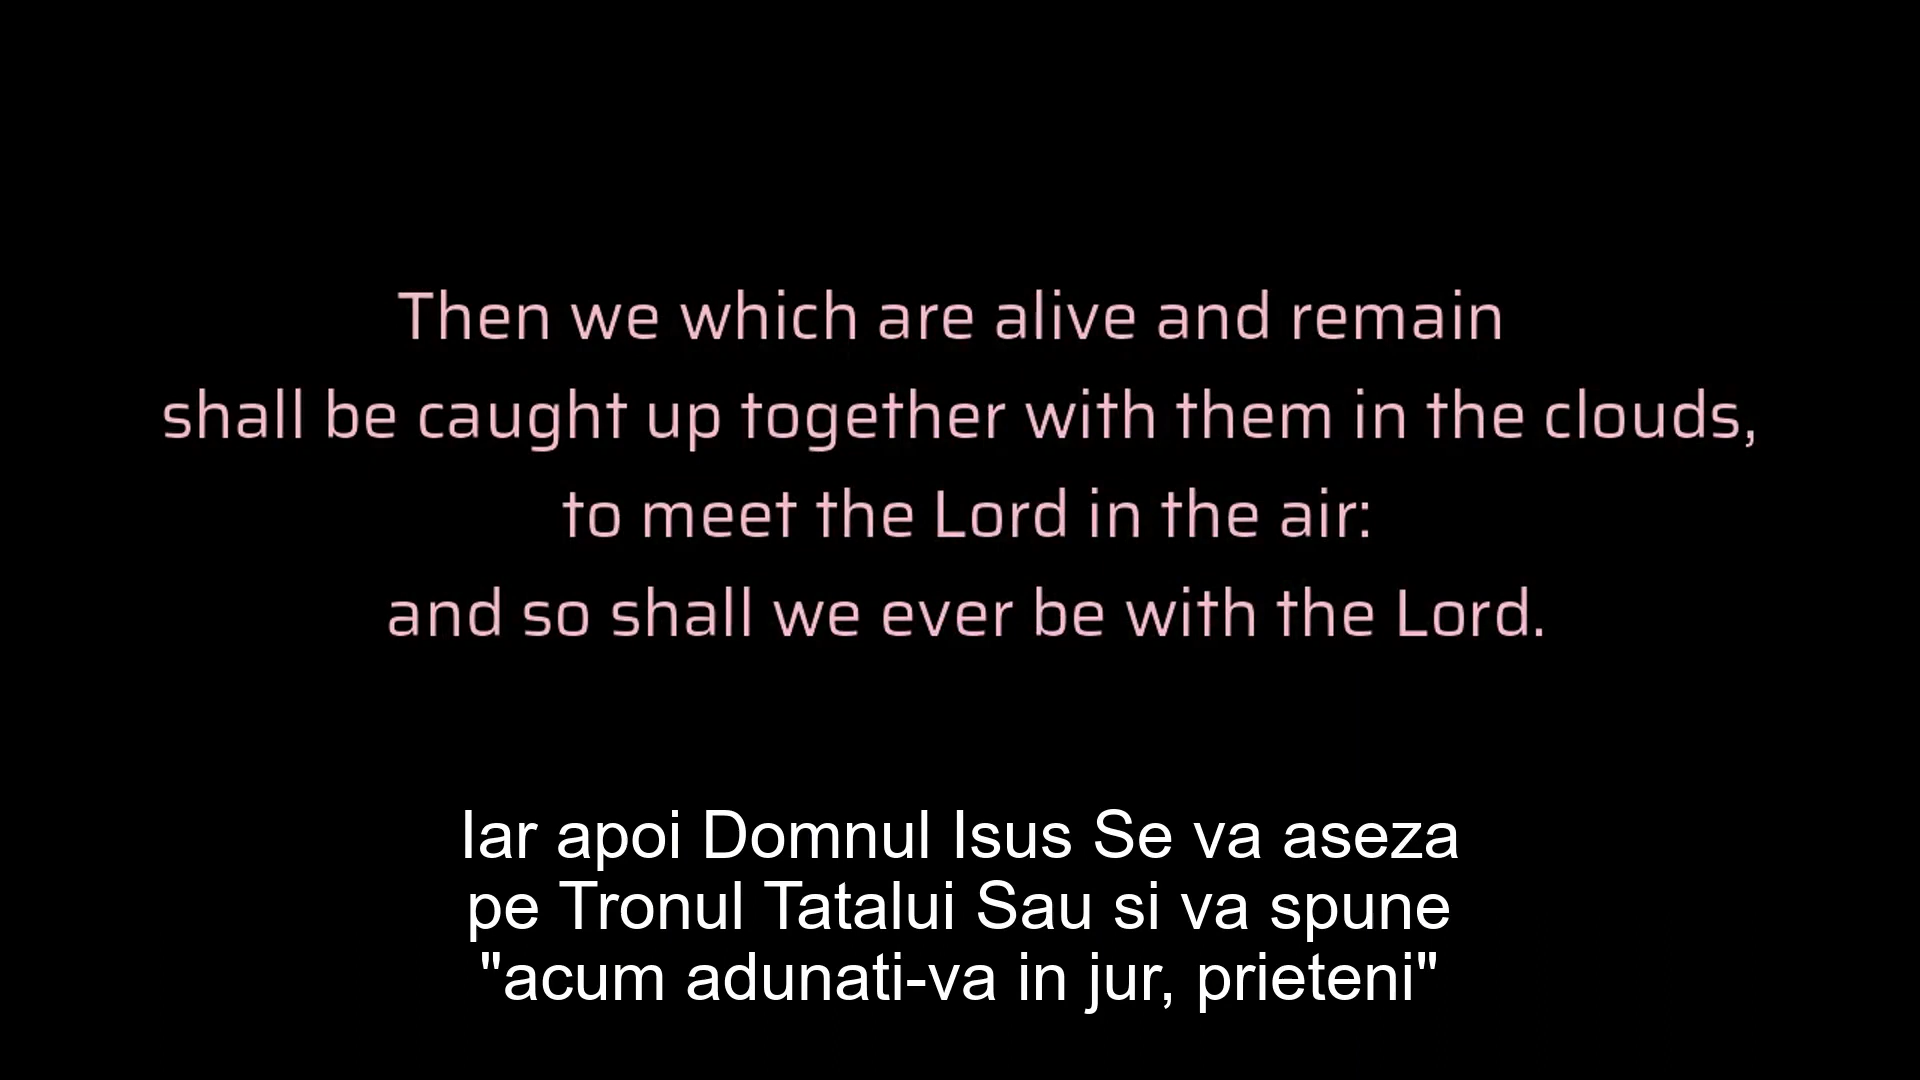 Then we which are alive and remain
shall be caught up together with them in the clouds,
to meet the Lord in the air:
and so shall we ever be with the Lord.
Iar apoi Domnul Isus Se va aseza
pe Tronul Tatalui Sau si va spune
"acum adunati-va in jur, prieteni"